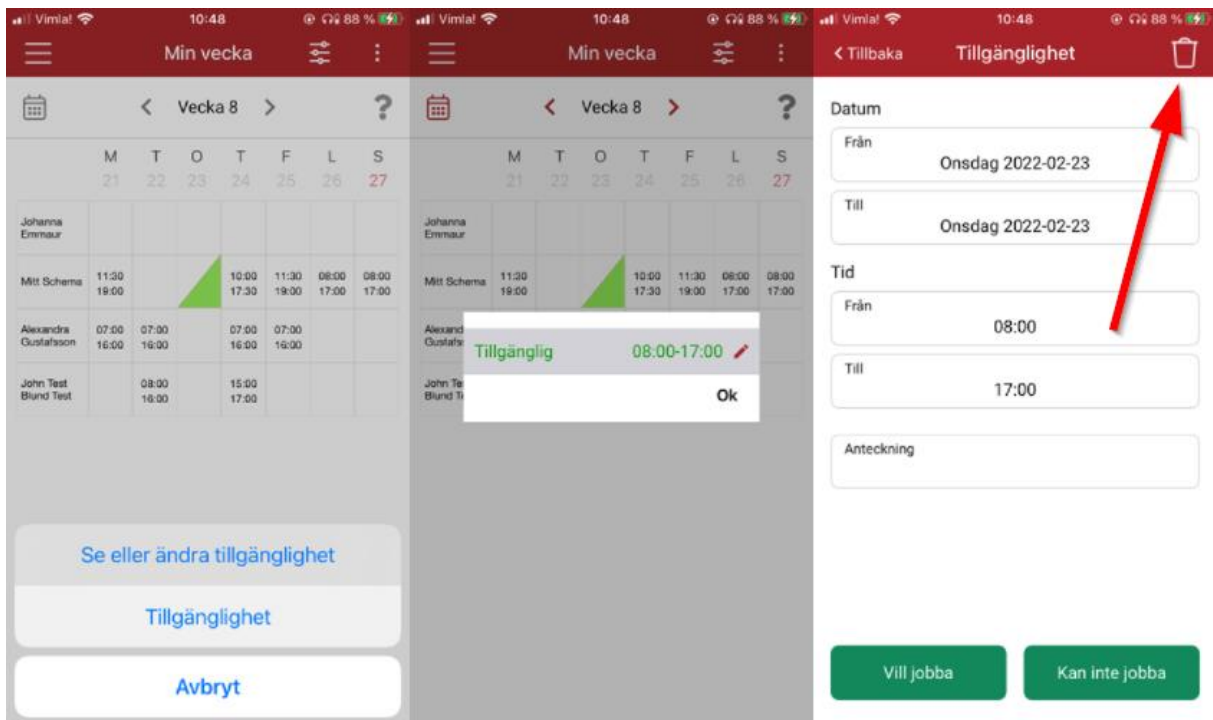 Vimla! 10:48 88 %
Min vecka
Vecka 8 ?
M T O T F L S
21 22 23 24 25 26 27
Johanna
Emmaur
Mitt Schema 11:30 10:00 11:30 08:00 08:00
19:00 17:30 19:00 17:00 17:00
Alexandra 07:00 07:00 07:00 07:00
Gustafsson 16:00 16:00 16:00 16:00
John Test 08:00 15:00
Blund Test 16:00 17:00
Se eller ändra tillgänglighet
Tillgänglighet
Avbryt
Vimla! 10:48 88 %
Min vecka
Vecka 8 ?
M T O T F L S
21 22 23 24 25 26 27
Johanna
Emmaur
Mitt Schema 11:30 10:00 11:30 08:00 08:00
19:00 17:30 19:00 17:00 17:00
Alexand
Gustafs
Tillgänglig 08:00-17:00
John Te
Blund Te
Ok
Vimla! 10:48 88 %
Tillbaka Tillgänglighet
Datum
Från
Onsdag 2022-02-23
Till
Onsdag 2022-02-23
Tid
Från
08:00
Till
17:00
Anteckning
Vill jobba Kan inte jobba